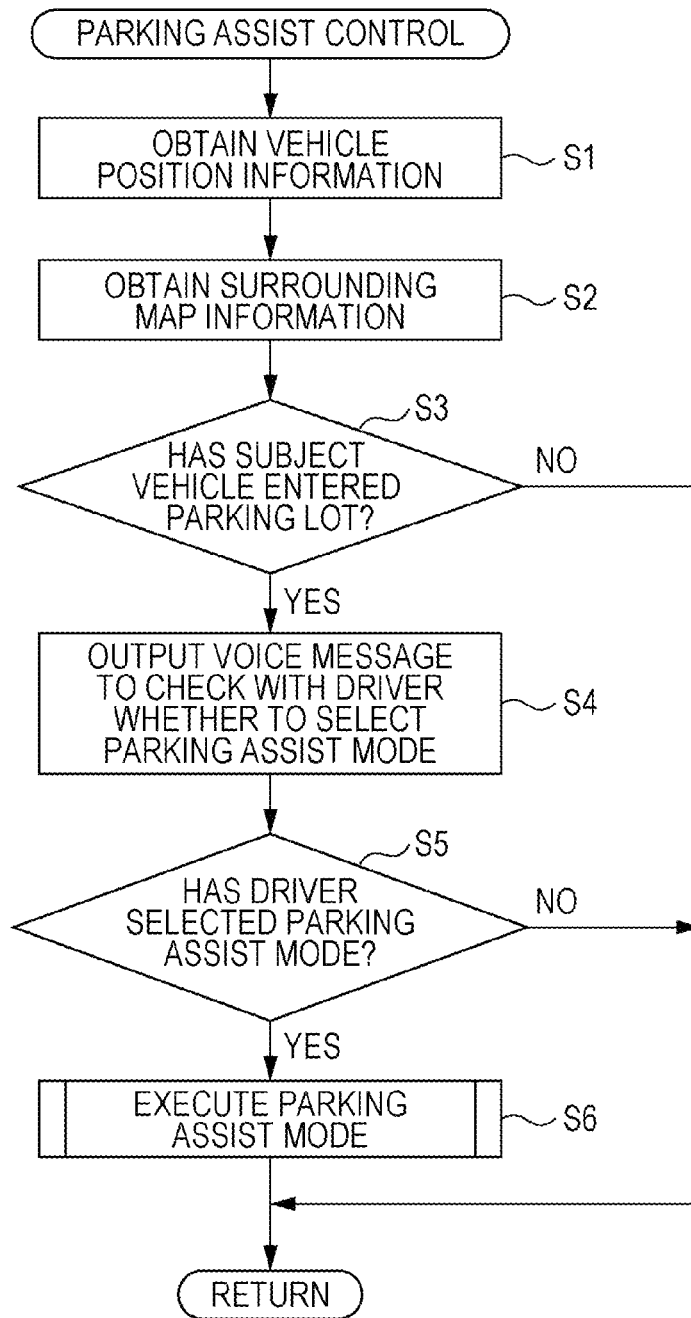 PARKING ASSIST CONTROL
OBTAIN VEHICLE
POSITION INFORMATION
S1
OBTAIN SURROUNDING
MAP INFORMATION
S2
S3
HAS SUBJECT
VEHICLE ENTERED
PARKING LOT?
NO
YES
OUTPUT VOICE MESSAGE
TO CHECK WITH DRIVER
WHETHER TO SELECT
PARKING ASSIST MODE
S4
S5
HAS DRIVER
SELECTED PARKING
ASSIST MODE?
NO
YES
EXECUTE PARKING
ASSIST MODE
S6
RETURN